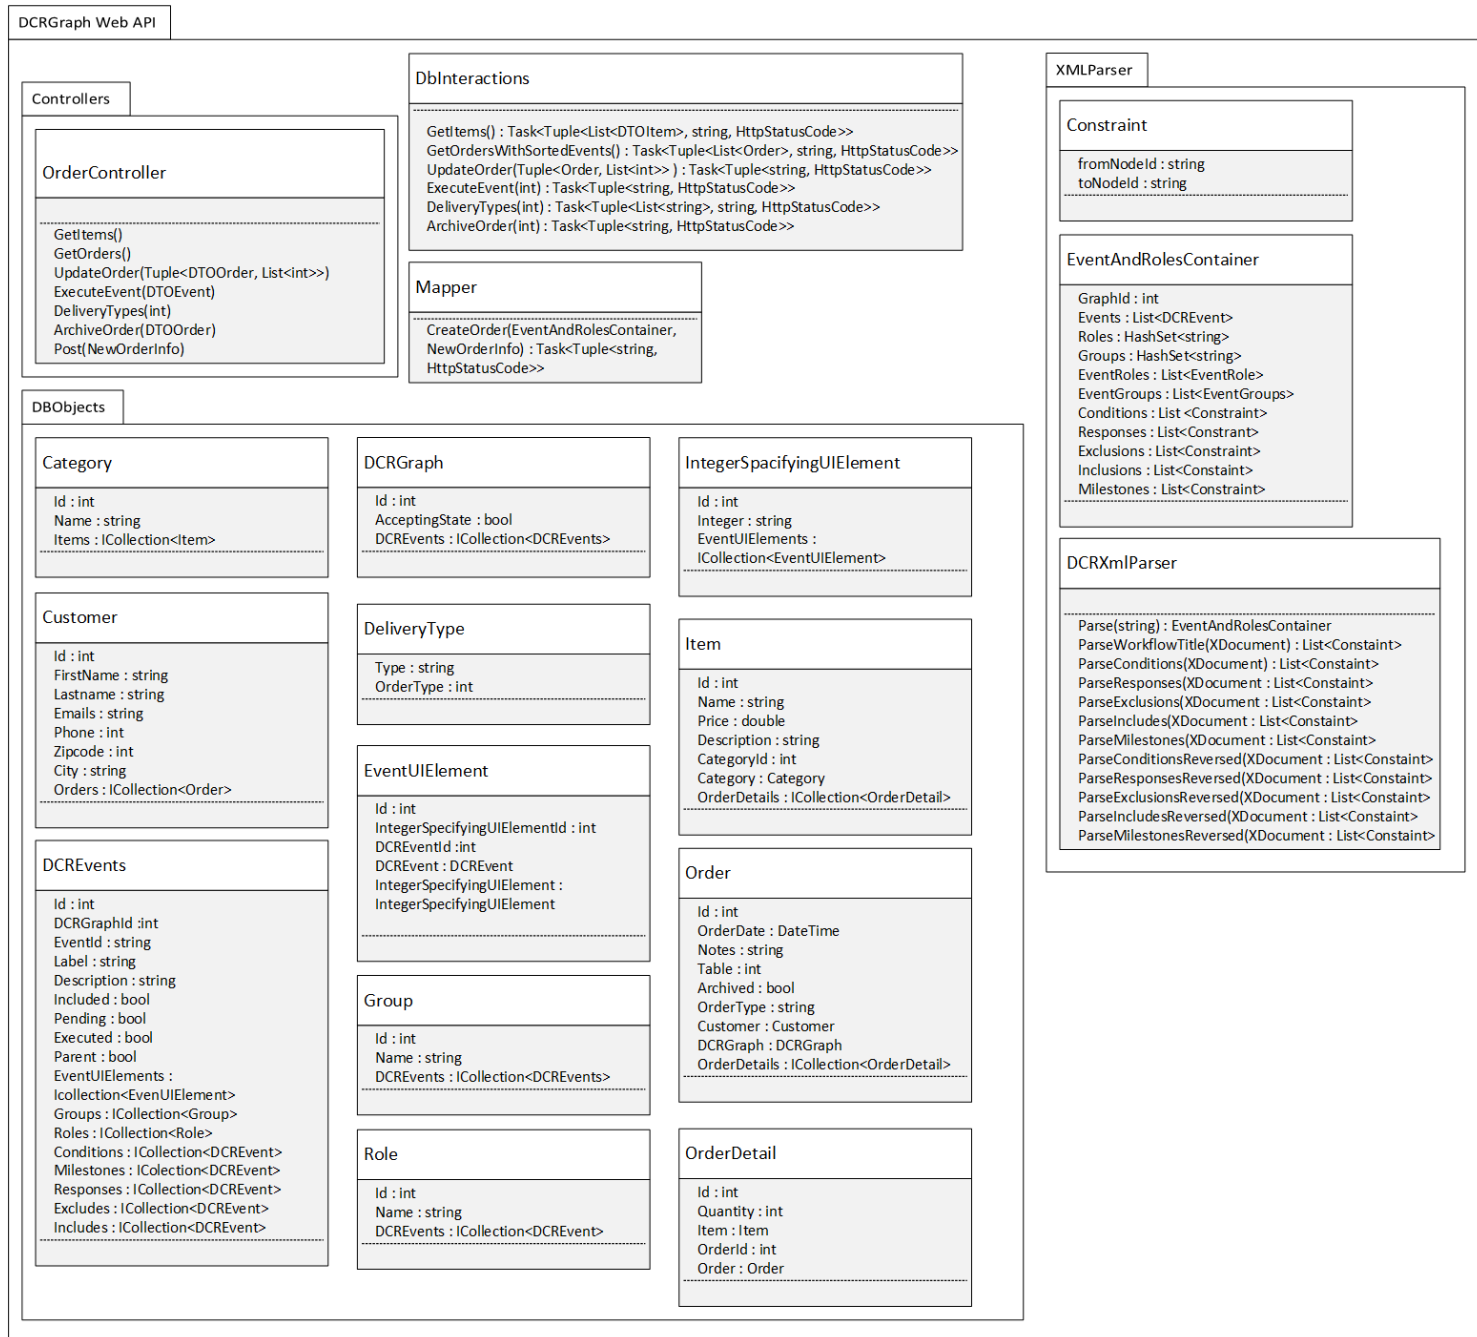 DCRGraph Web API
Controllers
OrderController
GetItems()
GetOrders()
UpdateOrder(Tuple<DTOOrder, List<int>>)
ExecuteEvent(DTOEvent)
DeliveryTypes(int)
ArchiveOrder(DTOOrder)
Post(NewOrderInfo)
DbInteractions
GetItems() : Task<Tuple<List<DTOItem>, string, HttpStatusCode>>
GetOrdersWithSortedEvents() : Task<Tuple<List<Order>, string, HttpStatusCode>>
UpdateOrder(Tuple<Order, List<int>> ) : Task<Tuple<string, HttpStatusCode>>
ExecuteEvent(int) : Task<Tuple<string, HttpStatusCode>>
DeliveryTypes(int) : Task<Tuple<List<string>, string, HttpStatusCode>>
ArchiveOrder(int) : Task<Tuple<string, HttpStatusCode>>
Mapper
CreateOrder(EventAndRolesContainer,
NewOrderInfo) : Task<Tuple<string,
HttpStatusCode>>
DBObjects
Category
Id : int
Name : string
Items : ICollection<Item>
Customer
Id : int
FirstName : string
Lastname : string
Emails : string
Phone : int
Zipcode : int
City : string
Orders : ICollection<Order>
DCREvents
Id : int
DCRGraphId :int
EventId : string
Label : string
Description : string
Included : bool
Pending : bool
Executed : bool
Parent : bool
EventUIElements :
Icollection<EvenUIElement>
Groups : ICollection<Group>
Roles : ICollection<Role>
Conditions : ICollection<DCREvent>
Milestones : IColection<DCREvent>
Responses : ICollection<DCREvent>
Excludes : ICollection<DCREvent>
Includes : ICollection<DCREvent>
DCRGraph
Id : int
AcceptingState : bool
DCREvents : ICollection<DCREvents>
DeliveryType
Type : string
OrderType : int
EventUIElement
Id : int
IntegerSpecifyingUIElementId : int
DCREventId :int
DCREvent : DCREvent
IntegerSpecifyingUIElement :
IntegerSpecifyingUIElement
Group
Id : int
Name : string
DCREvents : ICollection<DCREvents>
Role
Id : int
Name : string
DCREvents : ICollection<DCREvent>
IntegerSpacifyingUIElement
Id : int
Integer : string
EventUIElements :
ICollection<EventUIElement>
Item
Id : int
Name : string
Price : double
Description : string
CategoryId : int
Category : Category
OrderDetails : ICollection<OrderDetail>
Order
Id : int
OrderDate : DateTime
Notes : string
Table : int
Archived : bool
OrderType : string
Customer : Customer
DCRGraph : DCRGraph
OrderDetails : ICollection<OrderDetail>
OrderDetail
Id : int
Quantity : int
Item : Item
OrderId : int
Order : Order
XMLParser
Constraint
fromNodeId : string
toNodeId : string
EventAndRolesContainer
GraphId : int
Events : List<DCREvent>
Roles : HashSet<string>
Groups : HashSet<string>
EventRoles : List<EventRole>
EventGroups : List<EventGroups>
Conditions : List <Constraint>
Responses : List<Constrant>
Exclusions : List<Constraint>
Inclusions : List<Constaint>
Milestones : List<Constraint>
DCRXmlParser
Parse(string) : EventAndRolesContainer
ParseWorkflowTitle(XDocument) : List<Constaint>
ParseConditions(XDocument) : List<Constaint>
ParseResponses(XDocument : List<Constaint>
ParseExclusions(XDocument : List<Constaint>
ParseIncludes(XDocument : List<Constaint>
ParseMilestones(XDocument : List<Constaint>
ParseConditionsReversed(XDocument : List<Constaint>
ParseResponsesReversed(XDocument : List<Constaint>
ParseExclusionsReversed(XDocument : List<Constaint>
ParseIncludesReversed(XDocument : List<Constaint>
ParseMilestonesReversed(XDocument : List<Constaint>